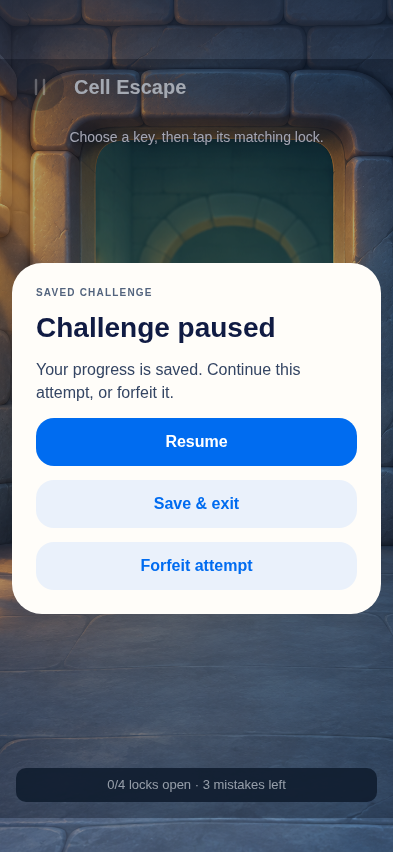 Cell Escape
Choose a key, then tap its matching lock.
SAVED CHALLENGE
Challenge paused
Your progress is saved. Continue this
attempt, or forfeit it.
Resume
Save & exit
Forfeit attempt
0/4 locks open · 3 mistakes left